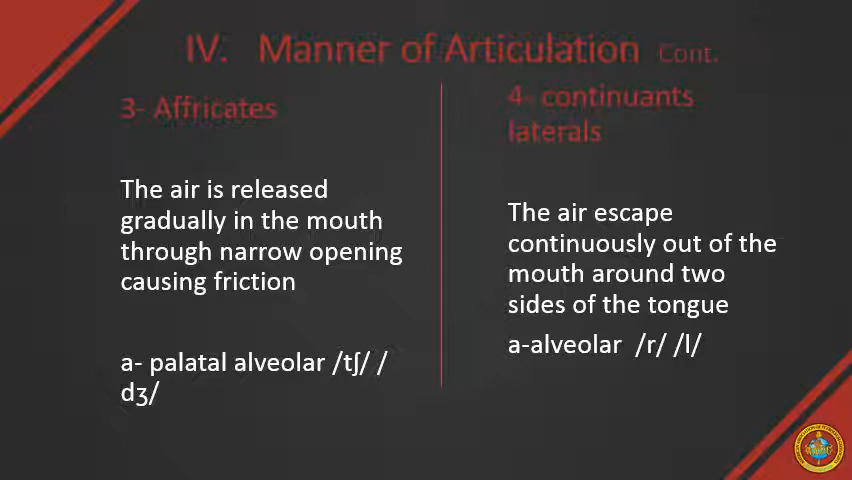 IV. Manner of Articulation Cont.
3- Affricates
The air is released
gradually in the mouth
through narrow opening
causing friction
a- palatal alveolar /tʃ/ /
dʒ/
4- continuants
laterals
The air escape
continuously out of the
mouth around two
sides of the tongue
a-alveolar /r/ /l/